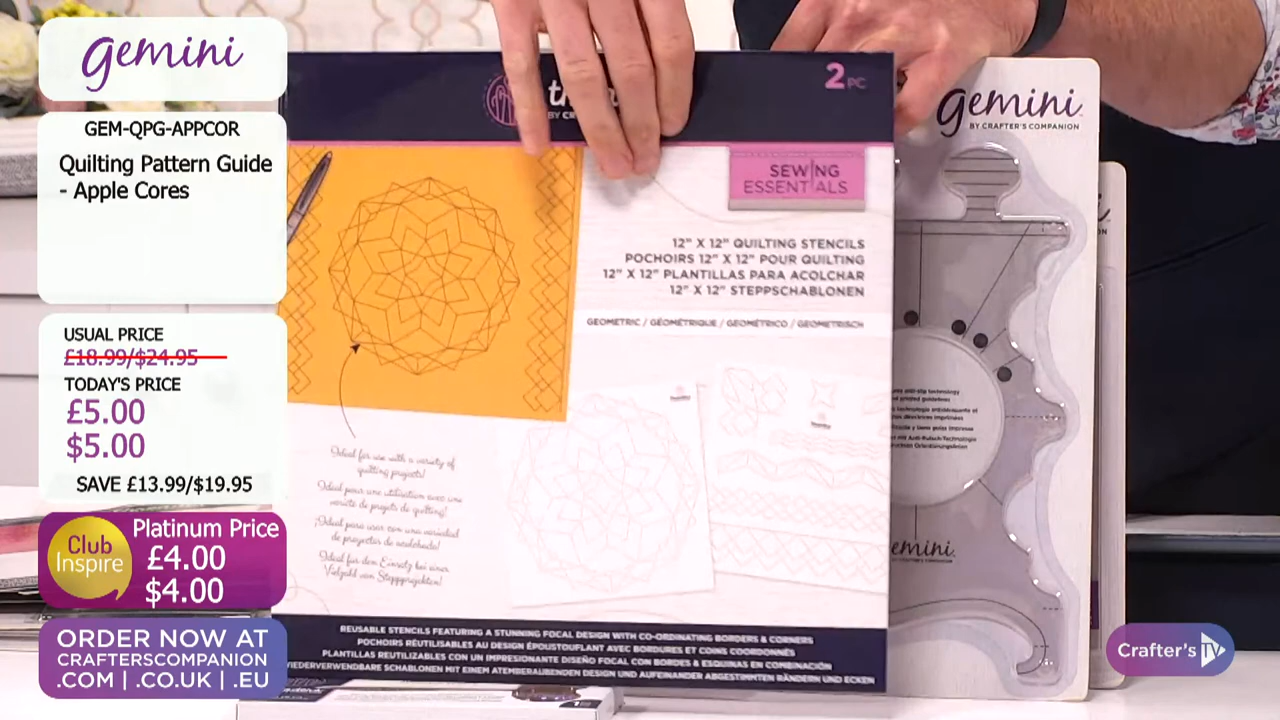 gemini
GEM-QPG-APPCOR
Quilting Pattern Guide
- Apple Cores
USUAL PRICE
£18.99/$24.95
TODAY'S PRICE
£5.00
$5.00
SAVE £13.99/$19.95
Club
Inspire
Platinum Price
£4.00
$4.00
ORDER NOW AT
CRAFTERSCOMPANION
.COM | .CO.UK | .EU
2PC
SEWING
ESSENTIALS
12" X 12" QUILTING STENCILS
POCHOIRS 12" X 12" POUR QUILTING
12" X 12" PLANTILLAS PARA ACOLCHAR
12" X 12" STEPPSCHABLONEN
GEOMETRIC / GÉOMÉTRIQUE / GEOMÉTRICO / GEOMETRISCH
Ideal for use with a variety of
quilting projects!
Idéal pour une utilisation avec une
variété de projets de quilting!
¡Ideal para usar con una variedad
de proyectos de acolchado!
Ideal für den Einsatz bei einer
Vielzahl von Steppprojekten!
REUSABLE STENCILS FEATURING A STUNNING FOCAL DESIGN WITH CO-ORDINATING BORDERS & CORNERS
POCHOIRS RÉUTILISABLES AU DESIGN ÉPOUSTOUFLANT AVEC BORDURES ET COINS COORDONNÉS
PLANTILLAS REUTILIZABLES CON UN IMPRESIONANTE DISEÑO FOCAL CON BORDES & ESQUINAS EN COMBINACIÓN
WIEDERVERWENDBARE SCHABLONEN MIT EINEM ATEMBERAUBENDEN DESIGN UND AUFEINANDER ABGESTIMMTEN RÄNDERN UND ECKEN
gemini
BY CRAFTER'S COMPANION
gemini
Crafter's TV